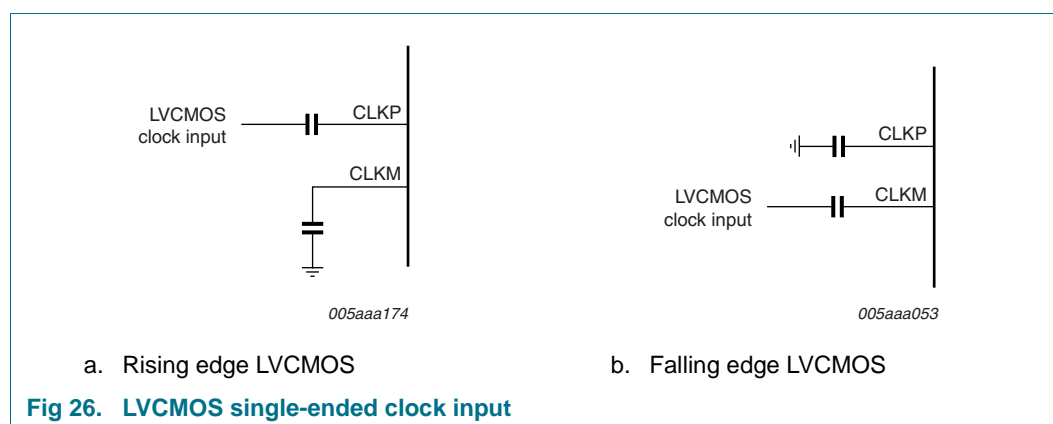 LVCMOS
clock input
CLKP
CLKM
005aaa174
a. Rising edge LVCMOS
CLKP
LVCMOS
clock input
CLKM
005aaa053
b. Falling edge LVCMOS
Fig 26. LVCMOS single-ended clock input